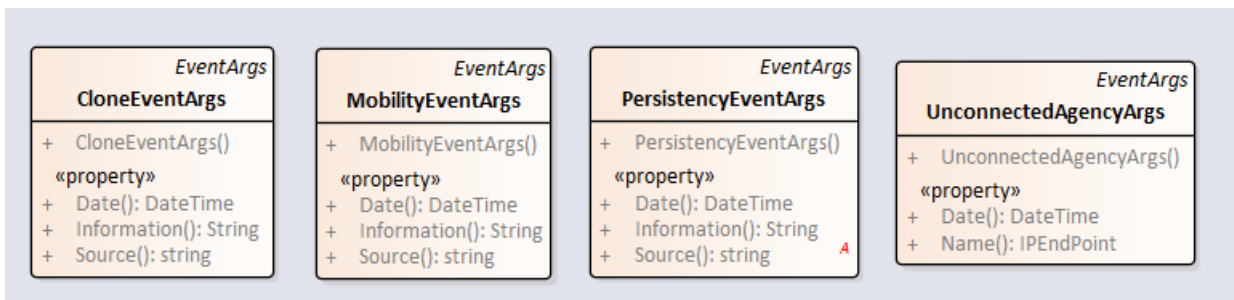 EventArgs
CloneEventArgs
+ CloneEventArgs()
«property»
+ Date(): DateTime
+ Information(): String
+ Source(): string
EventArgs
MobilityEventArgs
+ MobilityEventArgs()
«property»
+ Date(): DateTime
+ Information(): String
+ Source(): string
EventArgs
PersistencyEventArgs
+ PersistencyEventArgs()
«property»
+ Date(): DateTime
+ Information(): String
+ Source(): string
A
EventArgs
UnconnectedAgencyArgs
+ UnconnectedAgencyArgs()
«property»
+ Date(): DateTime
+ Name(): IPEndPoint